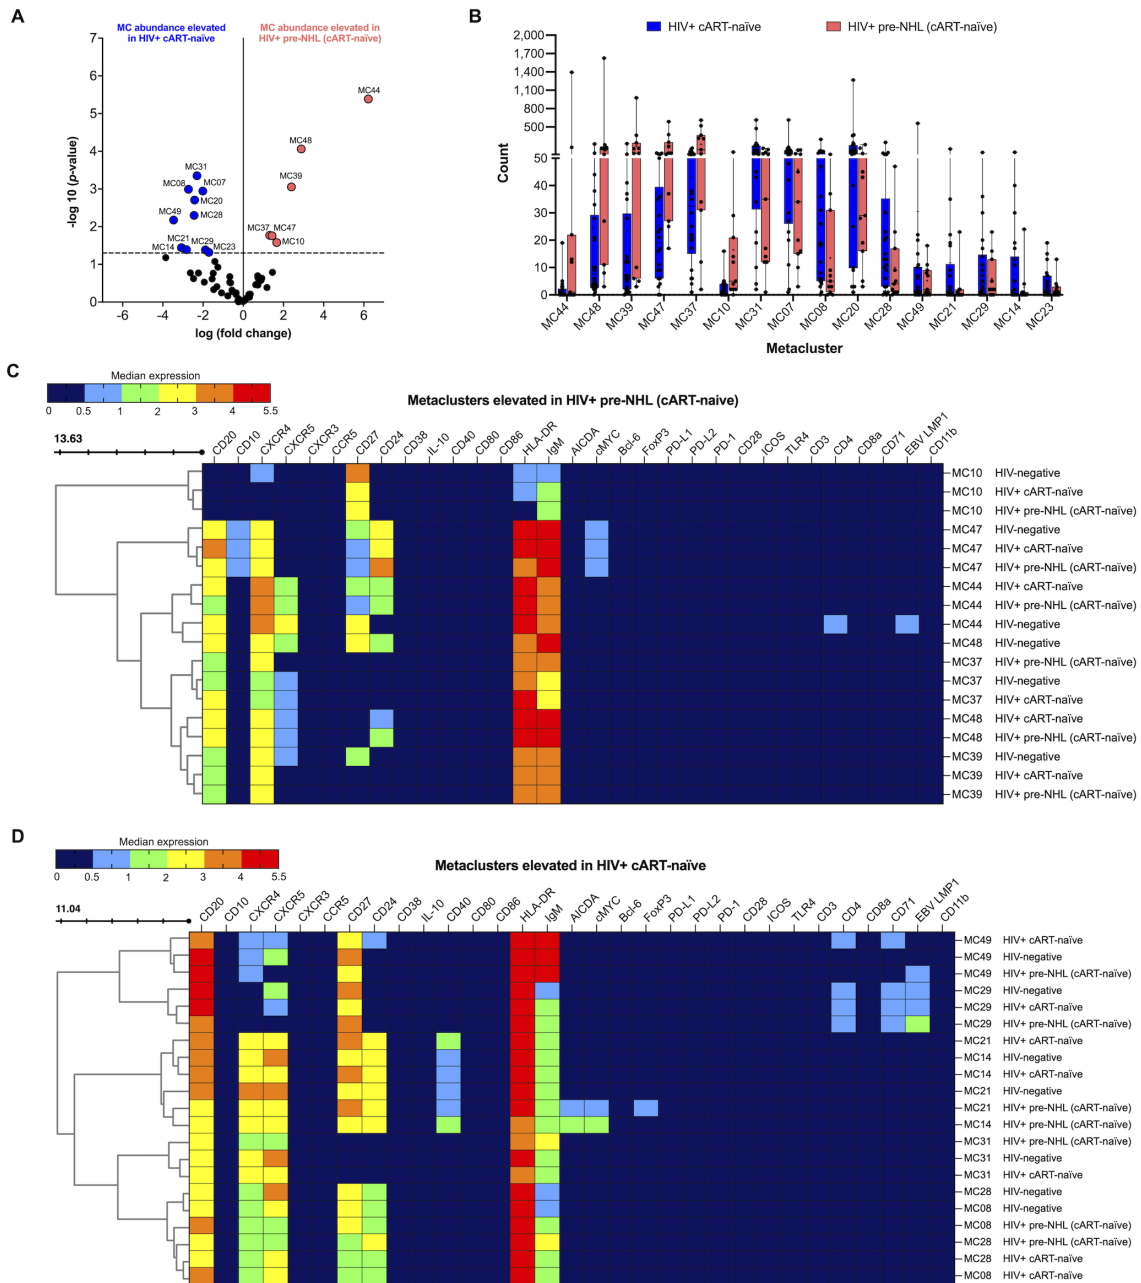 A
MC abundance elevated
in HIV+ cART-naïve
MC abundance elevated in
HIV+ pre-NHL (cART-naïve)
7
6
5
4
3
2
1
0
-log 10 (p-value)
MC44
MC48
MC39
MC31
MC08
MC07
MC20
MC49
MC28
MC37
MC47
MC10
MC21
MC29
MC23
MC14
-6
-4
-2
0
2
4
6
log (fold change)
B
HIV+ cART-naïve
HIV+ pre-NHL (cART-naïve)
2,000
1,700
1,400
1,100
800
500
50
40
30
20
10
0
Count
MC44
MC48
MC39
MC47
MC37
MC10
MC31
MC07
MC08
MC20
MC28
MC49
MC21
MC29
MC14
MC23
Metacluster
C
Median expression
0 0.5 1 2 3 4 5.5
Metaclusters elevated in HIV+ pre-NHL (cART-naive)
13.63
CD20
CD10
CXCR4
CXCR5
CXCR3
CCR5
CD27
CD24
CD38
IL-10
CD40
CD80
CD86
HLA-DR
IgM
AICDA
cMYC
Bcl-6
FoxP3
PD-L1
PD-L2
PD-1
CD28
ICOS
TLR4
CD3
CD4
CD8a
CD71
EBV LMP1
CD11b
MC10 HIV-negative
MC10 HIV+ cART-naïve
MC10 HIV+ pre-NHL (cART-naïve)
MC47 HIV-negative
MC47 HIV+ cART-naïve
MC47 HIV+ pre-NHL (cART-naïve)
MC44 HIV+ cART-naïve
MC44 HIV+ pre-NHL (cART-naïve)
MC44 HIV-negative
MC48 HIV-negative
MC37 HIV+ pre-NHL (cART-naïve)
MC37 HIV-negative
MC37 HIV+ cART-naïve
MC48 HIV+ cART-naïve
MC48 HIV+ pre-NHL (cART-naïve)
MC39 HIV-negative
MC39 HIV+ cART-naïve
MC39 HIV+ pre-NHL (cART-naïve)
D
Median expression
0 0.5 1 2 3 4 5.5
Metaclusters elevated in HIV+ cART-naïve
11.04
CD20
CD10
CXCR4
CXCR5
CXCR3
CCR5
CD27
CD24
CD38
IL-10
CD40
CD80
CD86
HLA-DR
IgM
AICDA
cMYC
Bcl-6
FoxP3
PD-L1
PD-L2
PD-1
CD28
ICOS
TLR4
CD3
CD4
CD8a
CD71
EBV LMP1
CD11b
MC49 HIV+ cART-naïve
MC49 HIV-negative
MC49 HIV+ pre-NHL (cART-naïve)
MC29 HIV-negative
MC29 HIV+ cART-naïve
MC29 HIV+ pre-NHL (cART-naïve)
MC21 HIV+ cART-naïve
MC14 HIV-negative
MC14 HIV+ cART-naïve
MC21 HIV-negative
MC21 HIV+ pre-NHL (cART-naïve)
MC14 HIV+ pre-NHL (cART-naïve)
MC31 HIV+ pre-NHL (cART-naïve)
MC31 HIV-negative
MC31 HIV+ cART-naïve
MC28 HIV-negative
MC08 HIV-negative
MC08 HIV+ pre-NHL (cART-naïve)
MC28 HIV+ pre-NHL (cART-naïve)
MC28 HIV+ cART-naïve
MC08 HIV+ cART-naïve